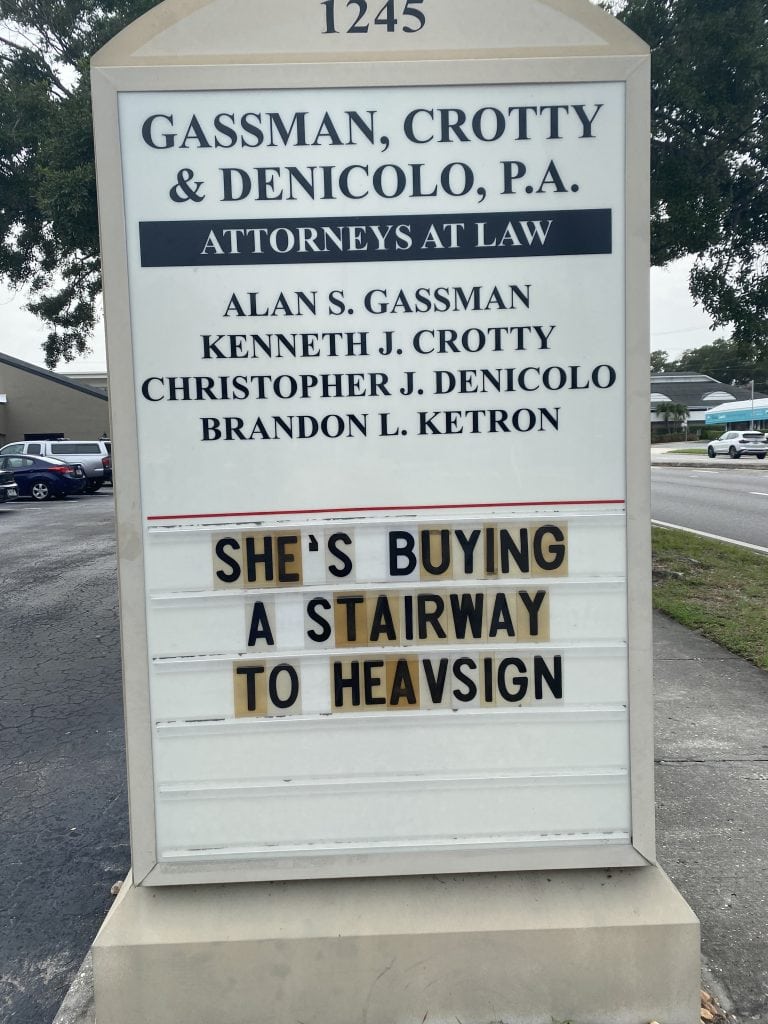 1245
GASSMAN, CROTTY
& DENICOLO, P.A.
ATTORNEYS AT LAW
ALAN S. GASSMAN
KENNETH J. CROTTY
CHRISTOPHER J. DENICOLO
BRANDON L. KETRON
SHE'S BUYING
A STAIRWAY
TO HEAVSIGN